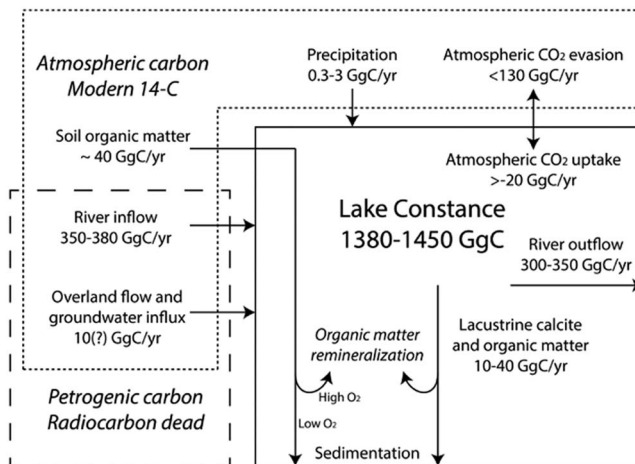 Atmospheric carbon
Modern 14-C
Precipitation
0.3-3 GgC/yr
Atmospheric CO₂ evasion
<130 GgC/yr
Soil organic matter
~ 40 GgC/yr
Atmospheric CO₂ uptake
>-20 GgC/yr
River inflow
350-380 GgC/yr
Lake Constance
1380-1450 GgC
River outflow
300-350 GgC/yr
Overland flow and
groundwater influx
10(?) GgC/yr
Organic matter
remineralization
Lacustrine calcite
and organic matter
10-40 GgC/yr
Petrogenic carbon
Radiocarbon dead
High O₂
Low O₂
Sedimentation